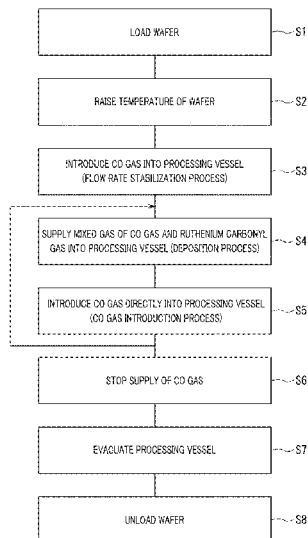 LOAD WAFER
S1
RAISE TEMPERATURE OF WAFER
S2
INTRODUCE CO GAS INTO PROCESSING VESSEL
(FLOW RATE STABILIZATION PROCESS)
S3
SUPPLY MIXED GAS OF CO GAS AND RUTHENIUM CARBONYL
GAS INTO PROCESSING VESSEL (DEPOSITION PROCESS)
S4
INTRODUCE CO GAS DIRECTLY INTO PROCESSING VESSEL
(CO GAS INTRODUCTION PROCESS)
S5
STOP SUPPLY OF CO GAS
S6
EVACUATE PROCESSING VESSEL
S7
UNLOAD WAFER
S8